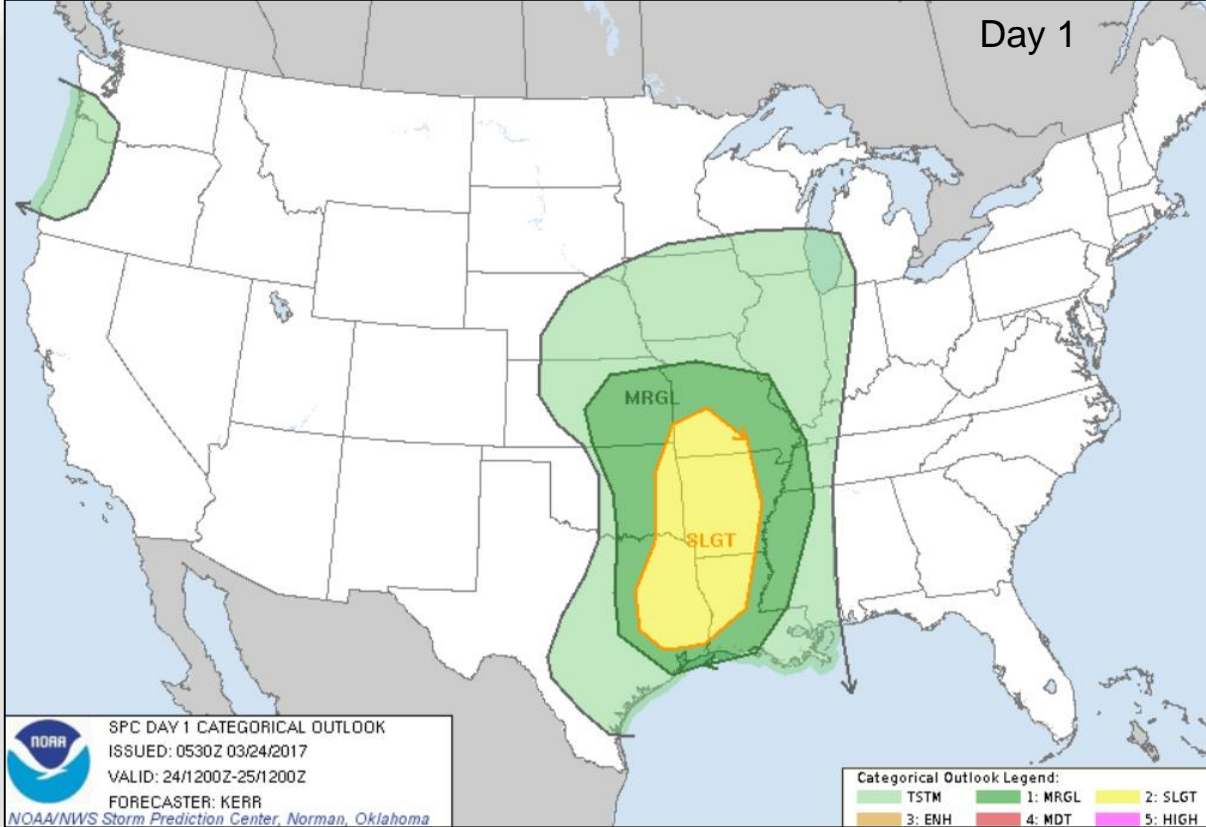 Day 1
MRGL
SLGT
NOAA
SPC DAY 1 CATEGORICAL OUTLOOK
ISSUED: 0530Z 03/24/2017
VALID: 24/1200Z-25/1200Z
FORECASTER: KERR
NOAA/NWS Storm Prediction Center, Norman, Oklahoma
Categorical Outlook Legend:
TSTM 1: MRGL 2: SLGT
3: ENH 4: MDT 5: HIGH